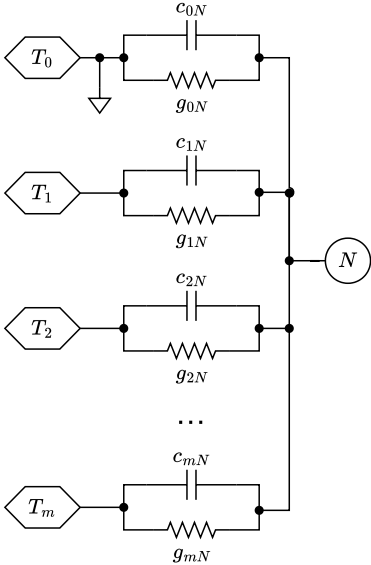 c₀N
T₀
g₀N
c₁N
T₁
g₁N
N
c₂N
T₂
g₂N
...
cₘN
Tₘ
gₘN